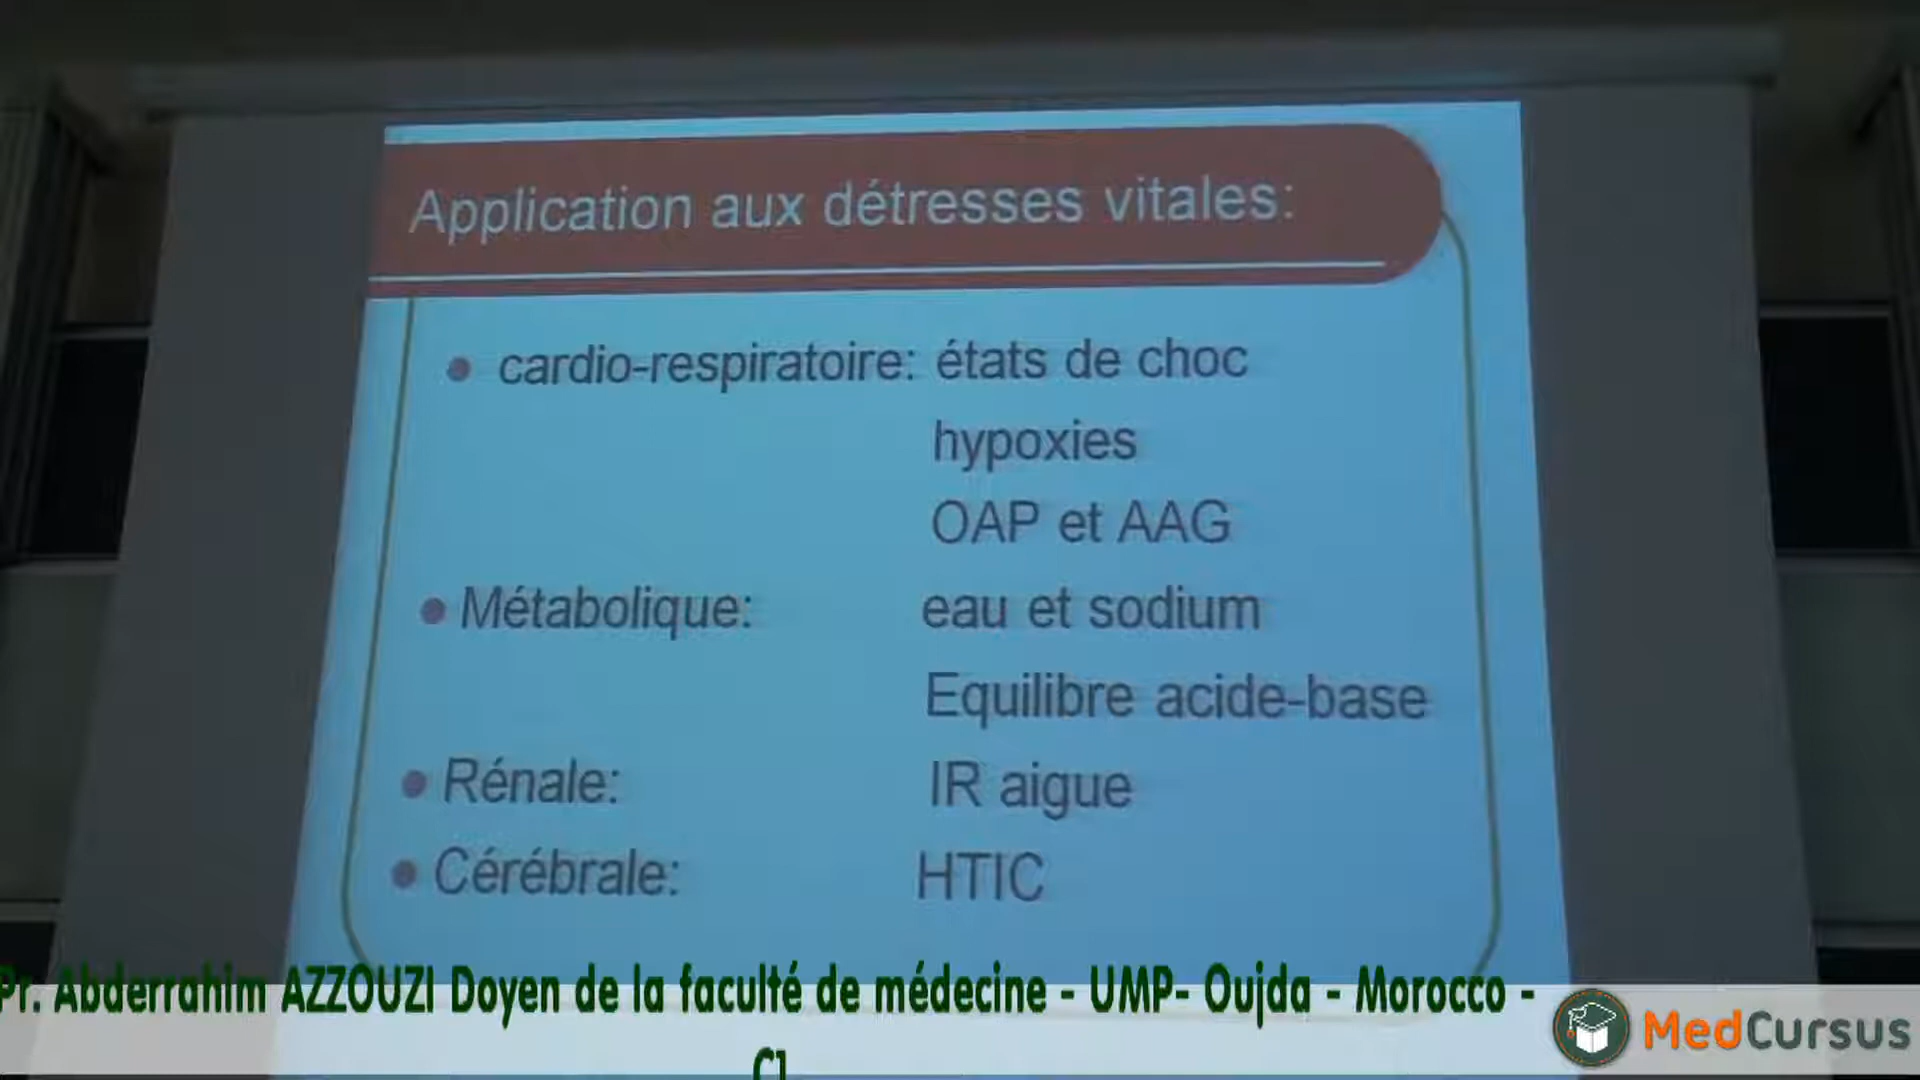 Application aux détresses vitales:
cardio-respiratoire: états de choc
hypoxies
OAP et AAG
Métabolique: eau et sodium
Equilibre acide-base
Rénale: IR aigue
Cérébrale: HTIC
Pr. Abderrahim AZZOUZI Doyen de la faculté de médecine - UMP- Oujda - Morocco -
MedCursus